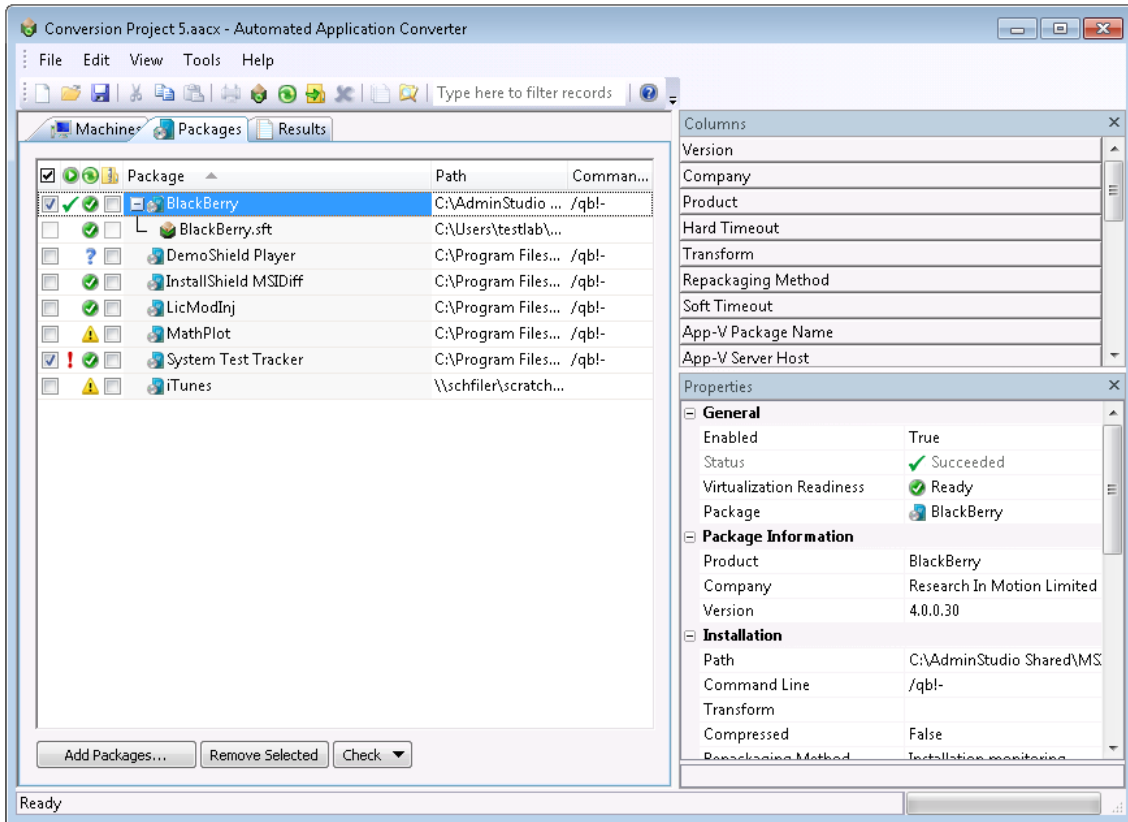 Conversion Project 5.aacx - Automated Application Converter
File Edit View Tools Help
Type here to filter records
Machines Packages Results
Package Path Comman...
BlackBerry C:\AdminStudio ... /qb!-
BlackBerry.sft C:\Users\testlab\...
DemoShield Player C:\Program Files... /qb!-
InstallShield MSIDiff C:\Program Files... /qb!-
LicModInj C:\Program Files... /qb!-
MathPlot C:\Program Files... /qb!-
System Test Tracker C:\Program Files... /qb!-
iTunes \\schfiler\scratch...
Add Packages... Remove Selected Check
Columns
Version
Company
Product
Hard Timeout
Transform
Repackaging Method
Soft Timeout
App-V Package Name
App-V Server Host
Properties
General
Enabled True
Status Succeeded
Virtualization Readiness Ready
Package BlackBerry
Package Information
Product BlackBerry
Company Research In Motion Limited
Version 4.0.0.30
Installation
Path C:\AdminStudio Shared\MS
Command Line /qb!-
Transform
Compressed False
Repackaging Method Installation monitoring
Ready